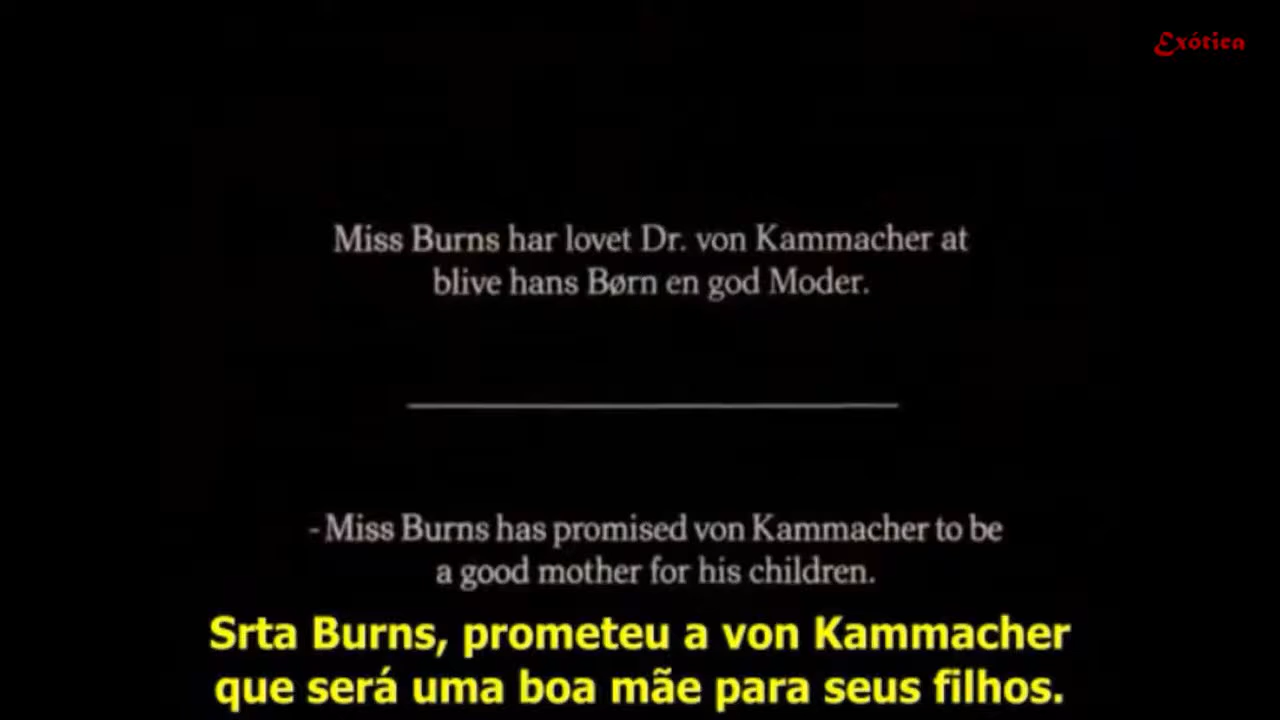 Exótica
Miss Burns har lovet Dr. von Kammacher at
blive hans Børn en god Moder.
- Miss Burns has promised von Kammacher to be
a good mother for his children.
Srta Burns, prometeu a von Kammacher
que será uma boa mãe para seus filhos.